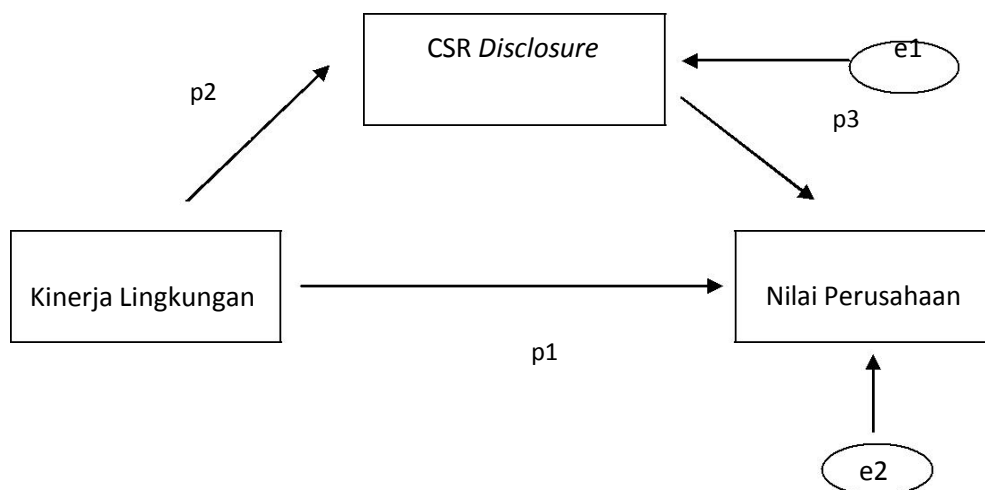 CSR Disclosure
e1
p2
p3
Kinerja Lingkungan
Nilai Perusahaan
p1
e2